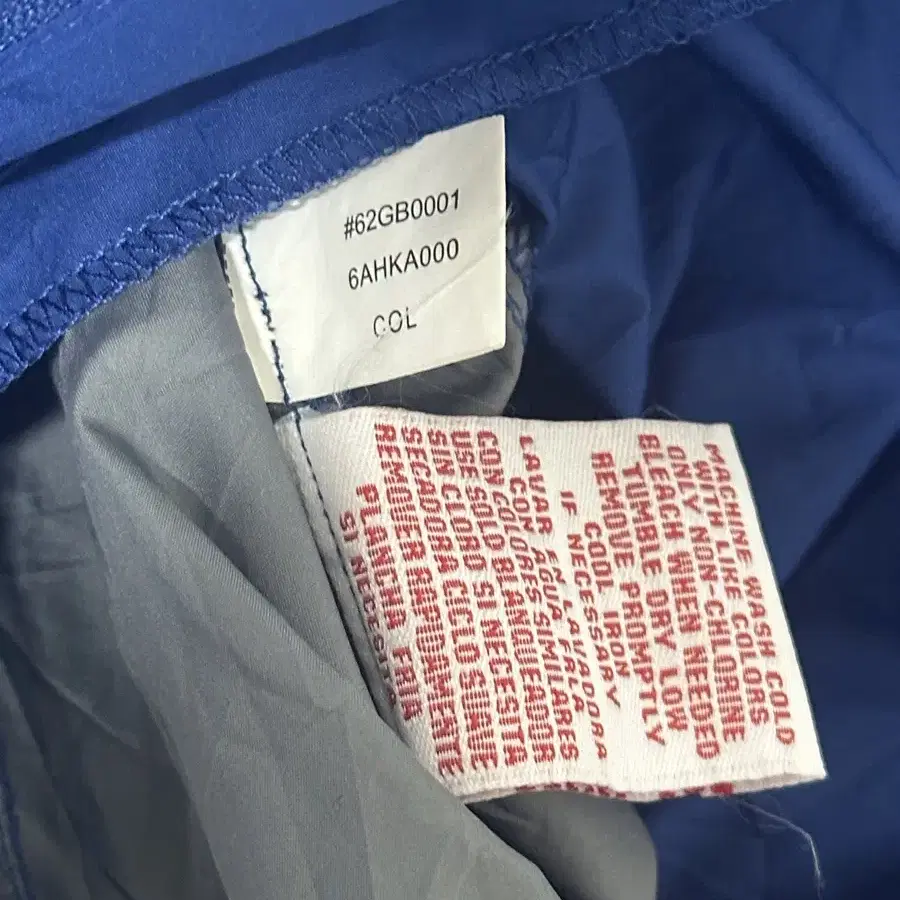 #62GB0001
6AHKA000
COL
MACHINE WASH COLD
WITH LIKE COLORS
ONLY NON CHLORINE
BLEACH WHEN NEEDED
TUMBLE DRY LOW
REMOVE PROMPTLY
COOL IRON
IF NECESSARY
LAVAR EN LAVADORA
CON AGUA FRIA
CON COLORES SIMILARES
USE SOLO BLANQUEADOR
SIN CLORO SI NECESITA
SECADORA CICLO SUAVE
REMOVER RAPIDAMENTE
PLANCHA FRIA
SI NECESITA